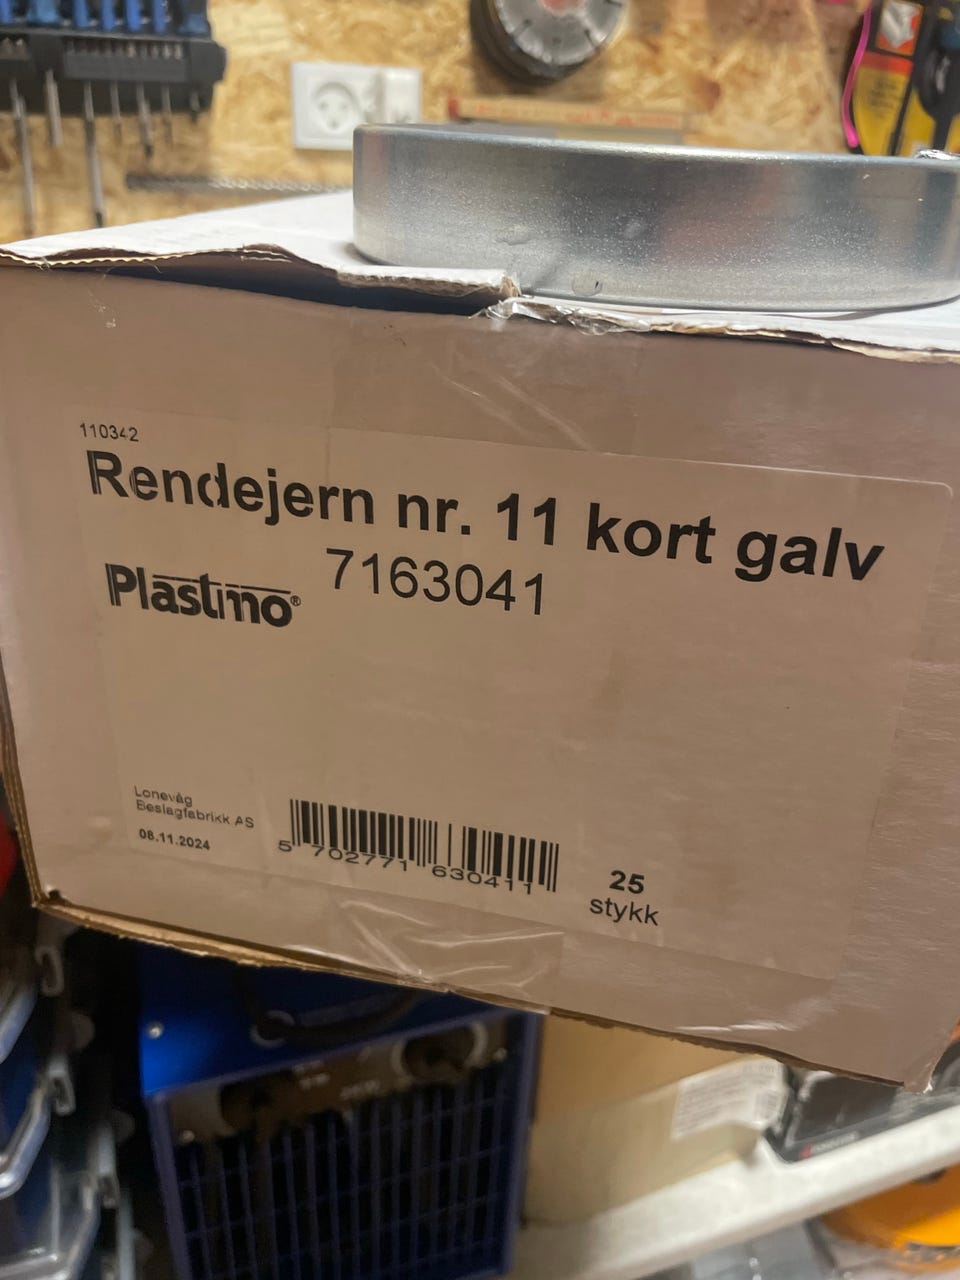 110342
Rendejern nr. 11 kort galv
Plastmo® 7163041
Lonevåg
Beslagfabrikk AS
08.11.2024
5 702771 630411
25
stykk